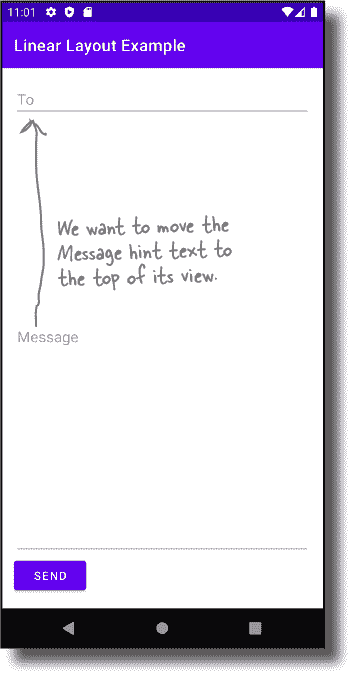 11:01
Linear Layout Example
To
We want to move the
Message hint text to
the top of its view.
Message
SEND